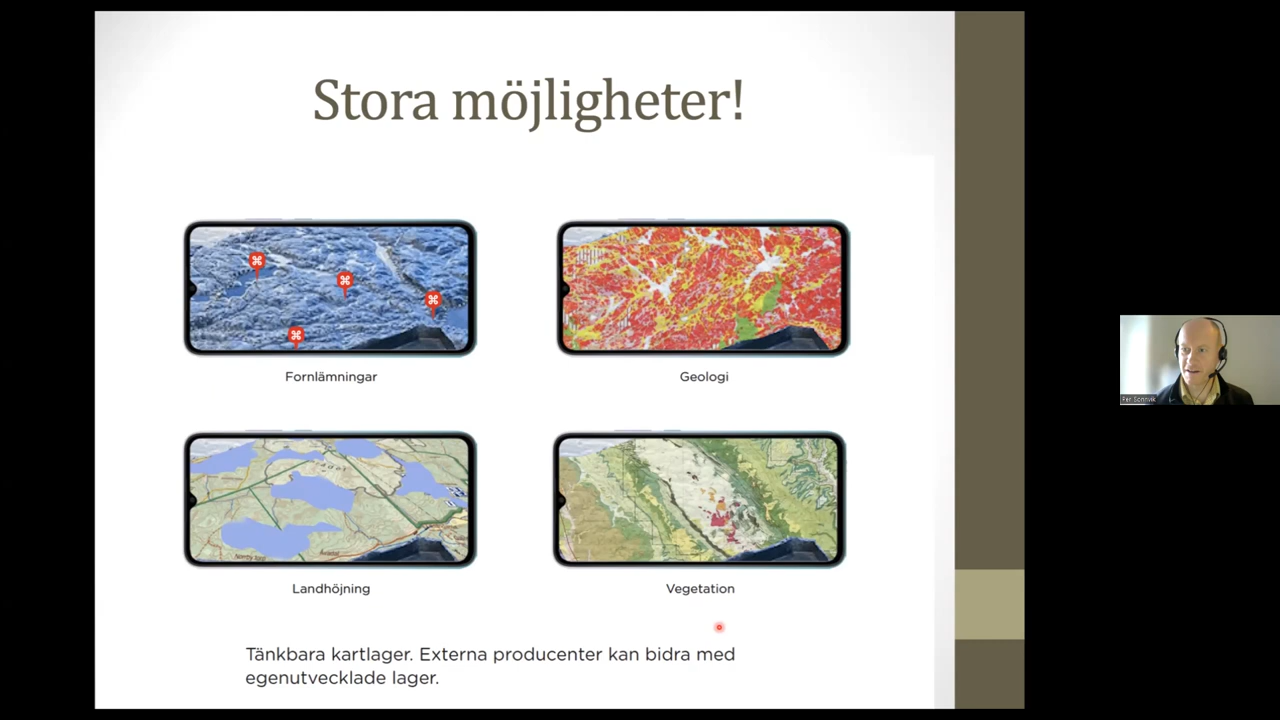 Stora möjligheter!
Fornlämningar
Geologi
Landhöjning
Vegetation
Tänkbara kartlager. Externa producenter kan bidra med
egenutvecklade lager.